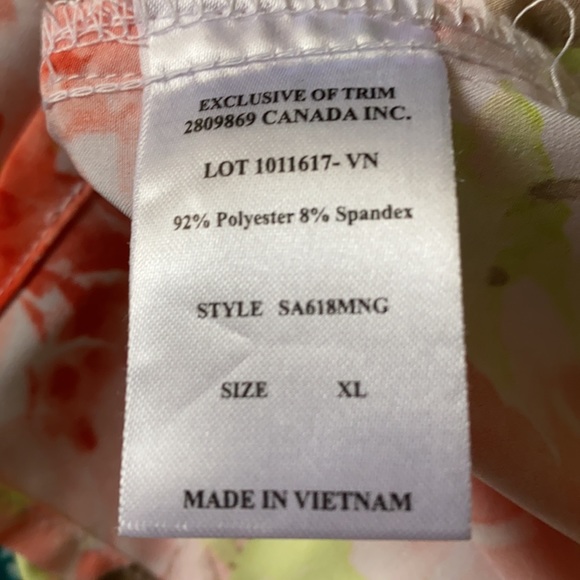 EXCLUSIVE OF TRIM
2809869 CANADA INC.
LOT 1011617- VN
92% Polyester 8% Spandex
STYLE SA618MNG
SIZE XL
MADE IN VIETNAM